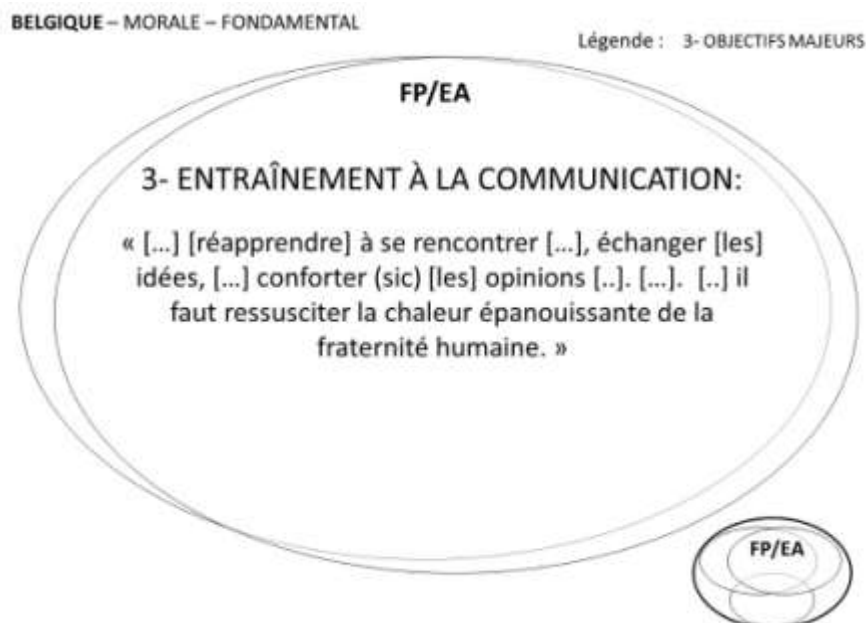 BELGIQUE – MORALE – FONDAMENTAL
Légende : 3- OBJECTIFS MAJEURS
FP/EA
3- ENTRAÎNEMENT À LA COMMUNICATION:
« [...] [réapprendre] à se rencontrer [...], échanger [les]
idées, [...] conforter (sic) [les] opinions [..]. [...]. [..] il
faut ressusciter la chaleur épanouissante de la
fraternité humaine. »
FP/EA